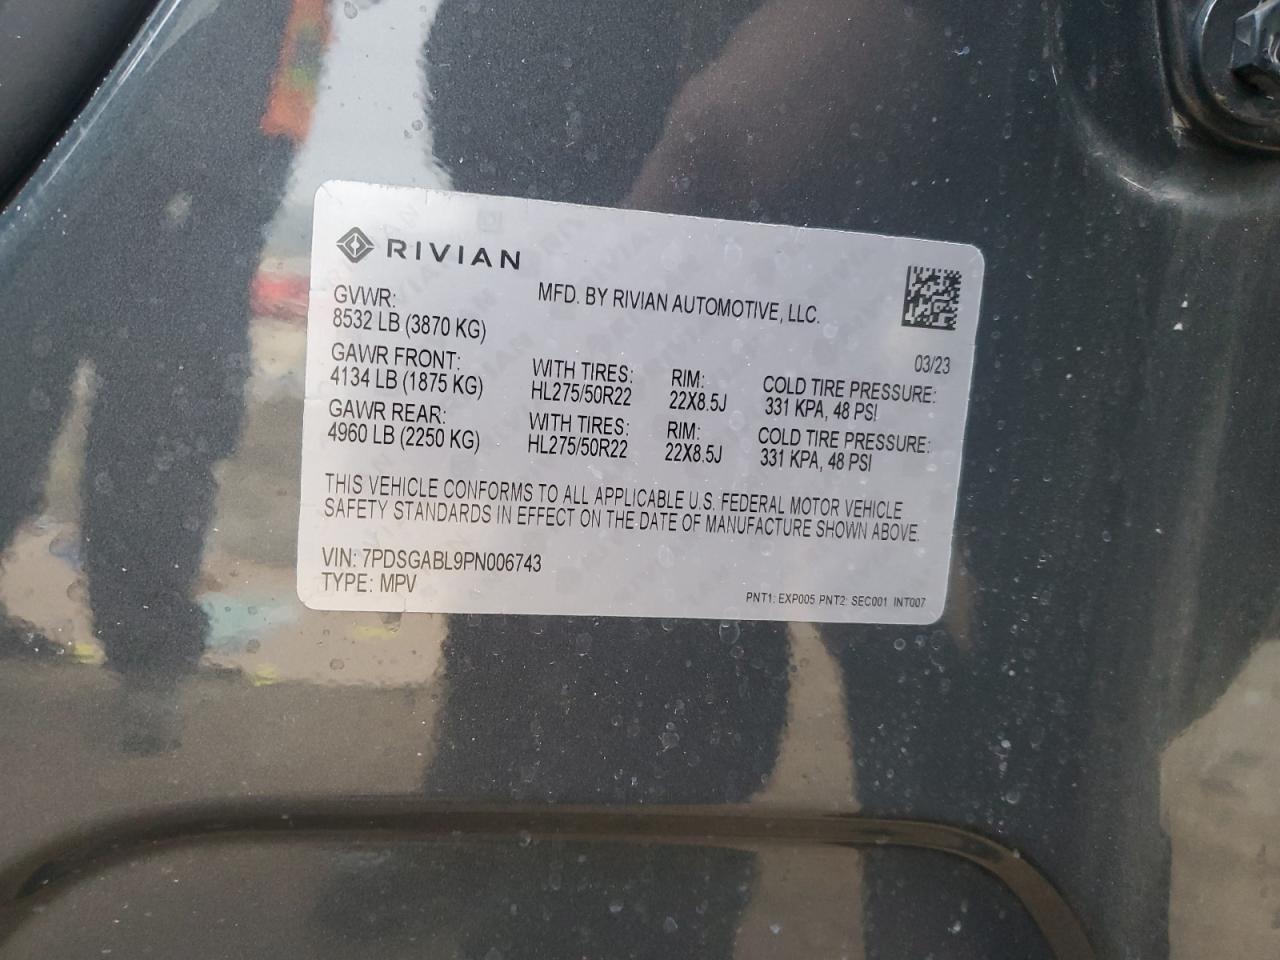 RIVIAN
MFD. BY RIVIAN AUTOMOTIVE, LLC.
GVWR:
8532 LB (3870 KG)
03/23
GAWR FRONT: WITH TIRES: RIM: COLD TIRE PRESSURE:
4134 LB (1875 KG) HL275/50R22 22X8.5J 331 KPA, 48 PSI
GAWR REAR: WITH TIRES: RIM: COLD TIRE PRESSURE:
4960 LB (2250 KG) HL275/50R22 22X8.5J 331 KPA, 48 PSI
THIS VEHICLE CONFORMS TO ALL APPLICABLE U.S. FEDERAL MOTOR VEHICLE
SAFETY STANDARDS IN EFFECT ON THE DATE OF MANUFACTURE SHOWN ABOVE.
VIN: 7PDSGABL9PN006743
TYPE: MPV
PNT1: EXP005 PNT2: SEC001 INT007